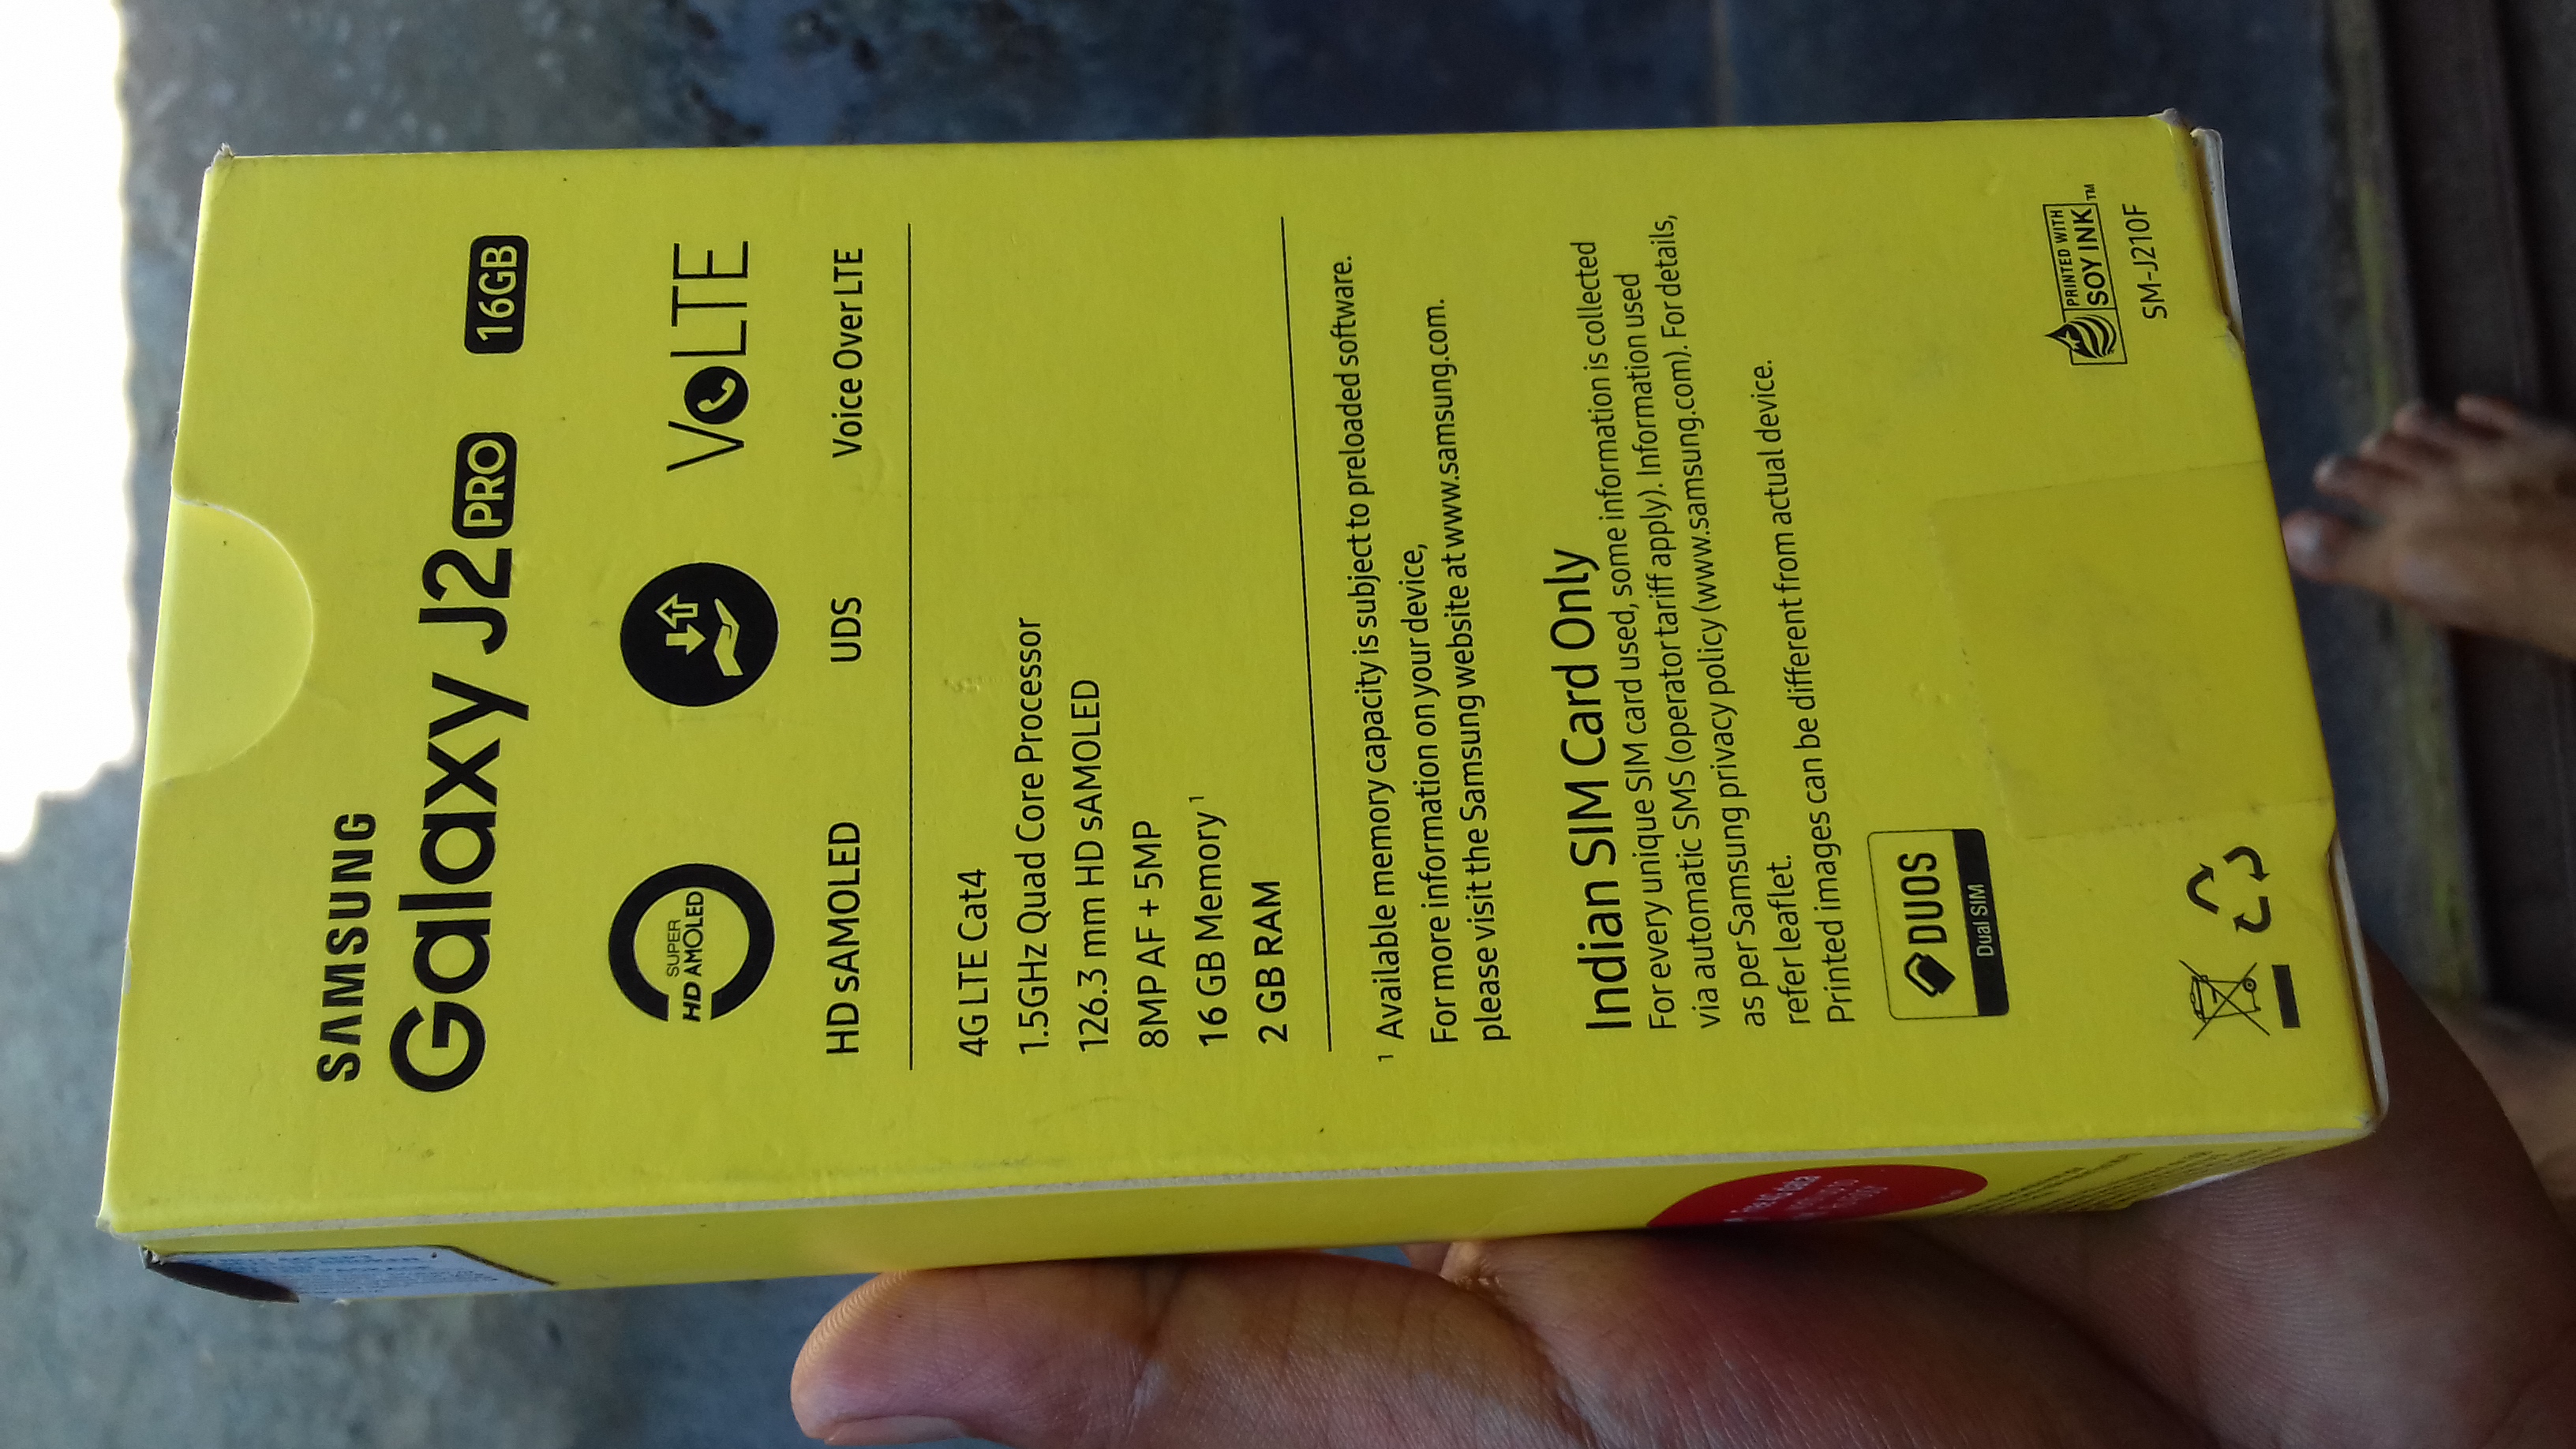 SAMSUNG
Galaxy J2 PRO 16GB
SUPER
HD AMOLED
VoLTE
HD sAMOLED UDS Voice Over LTE
4G LTE Cat4
1.5GHz Quad Core Processor
126.3 mm HD sAMOLED
8MP AF + 5MP
16 GB Memory¹
2 GB RAM
¹ Available memory capacity is subject to preloaded software.
For more information on your device,
please visit the Samsung website at www.samsung.com.
Indian SIM Card Only
For every unique SIM card used, some information is collected
via automatic SMS (operator tariff apply). Information used
as per Samsung privacy policy (www.samsung.com). For details,
refer leaflet.
Printed images can be different from actual device.
DUOS
Dual SIM
PRINTED WITH
SOY INK™
SM-J210F